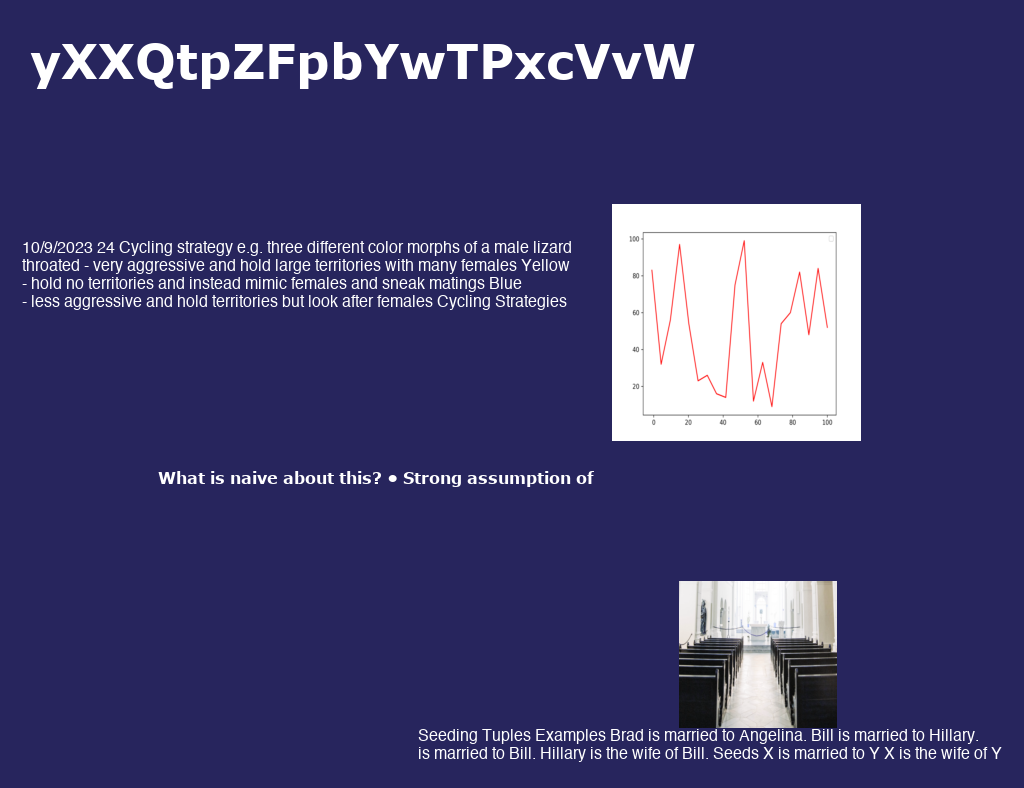 yXXQtpZFpbYwTPxcVvW
10/9/2023 24 Cycling strategy e.g. three different color morphs of a male lizard
throated - very aggressive and hold large territories with many females Yellow
- hold no territories and instead mimic females and sneak matings Blue
- less aggressive and hold territories but look after females Cycling Strategies
100
80
60
40
20
0 20 40 60 80 100
What is naive about this? ● Strong assumption of
Seeding Tuples Examples Brad is married to Angelina. Bill is married to Hillary.
is married to Bill. Hillary is the wife of Bill. Seeds X is married to Y X is the wife of Y